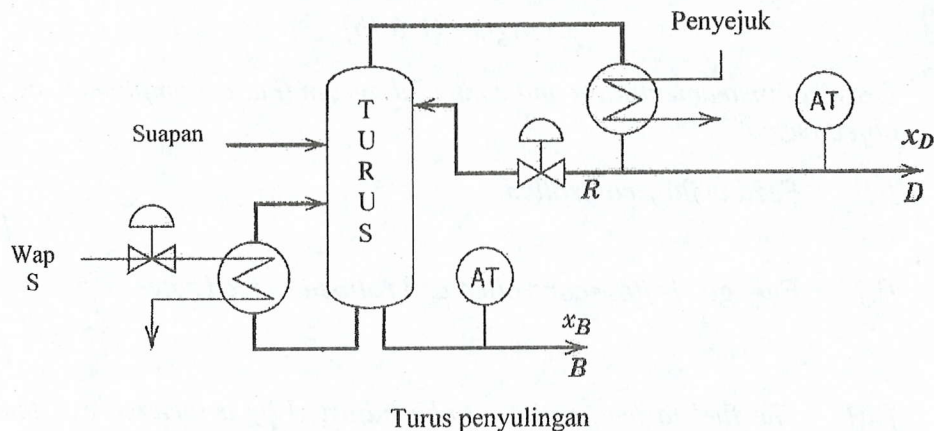 Penyejuk
T
U
R
U
S
AT
Suapan
x_D
R
D
Wap
S
AT
x_B
B
Turus penyulingan